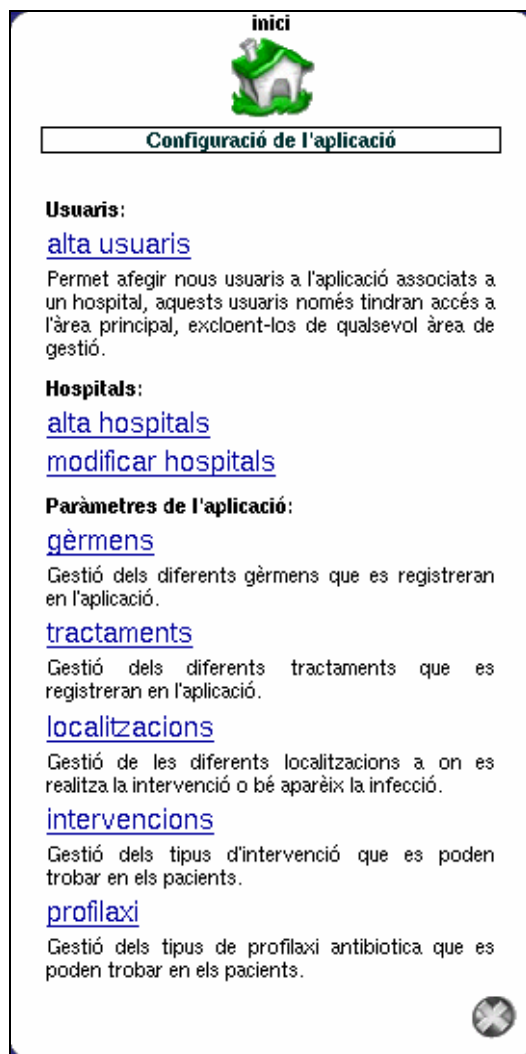 inici
Configuració de l'aplicació
Usuaris:
alta usuaris
Permet afegir nous usuaris a l'aplicació associats a
un hospital, aquests usuaris només tindran accés a
l'àrea principal, excloent-los de qualsevol àrea de
gestió.
Hospitals:
alta hospitals
modificar hospitals
Paràmetres de l'aplicació:
gèrmens
Gestió dels diferents gèrmens que es registreran
en l'aplicació.
tractaments
Gestió dels diferents tractaments que es
registreran en l'aplicació.
localitzacions
Gestió de les diferents localitzacions a on es
realitza la intervenció o bé aparèix la infecció.
intervencions
Gestió dels tipus d'intervenció que es poden
trobar en els pacients.
profilaxi
Gestió dels tipus de profilaxi antibiotica que es
poden trobar en els pacients.